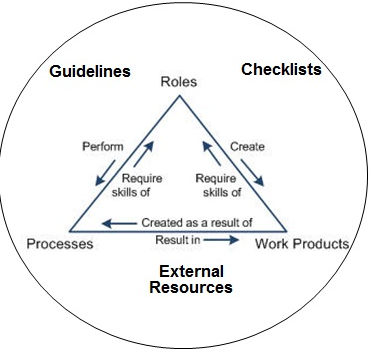 Guidelines
Checklists
Roles
Perform
Create
Require
skills of
Require
skills of
Created as a result of
Result in
Processes
Work Products
External
Resources